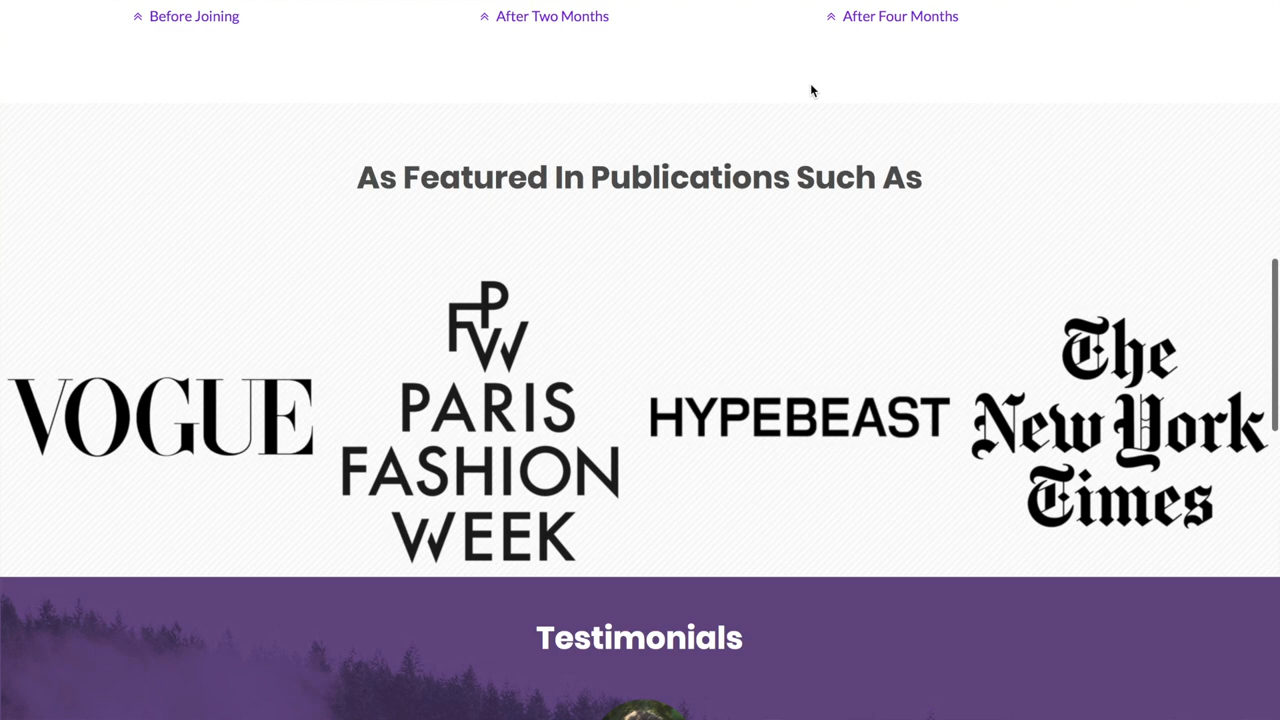 Before Joining
After Two Months
After Four Months
As Featured In Publications Such As
VOGUE
FPW
PARIS
FASHION
WEEK
HYPEBEAST
The
New York
Times
Testimonials